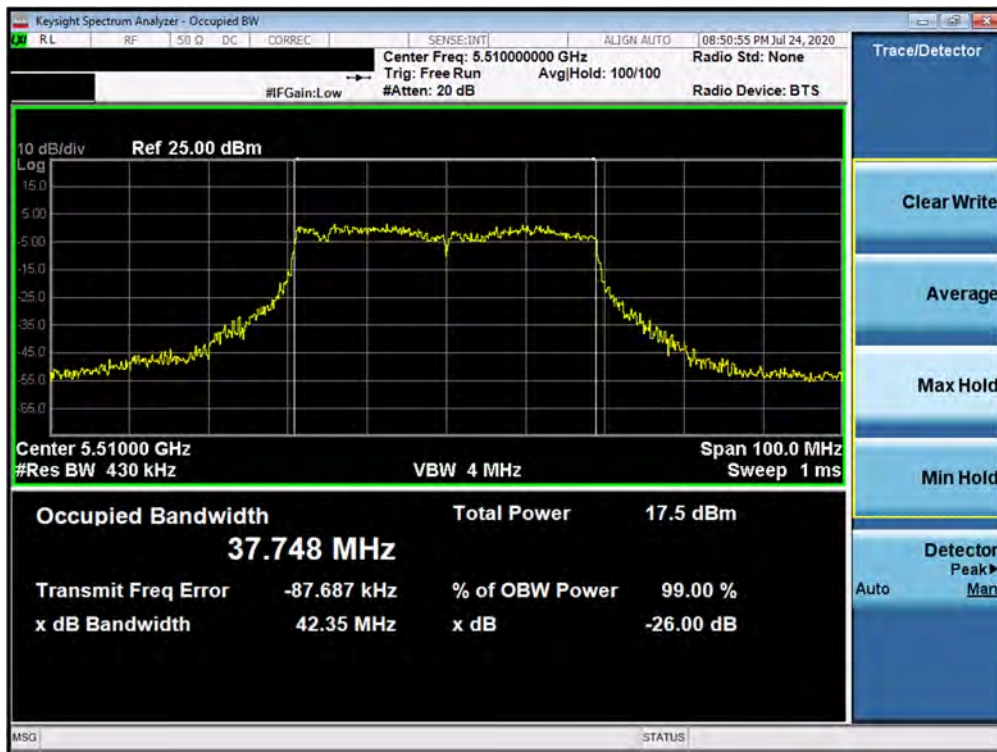 Keysight Spectrum Analyzer - Occupied BW
LXI RL RF 50 Ω DC CORREC SENSE:INT ALIGN AUTO 08:50:55 PM Jul 24, 2020
Center Freq: 5.510000000 GHz Radio Std: None
Trig: Free Run Avg|Hold: 100/100
#IFGain:Low #Atten: 20 dB Radio Device: BTS
Trace/Detector
10 dB/div Ref 25.00 dBm
Log
15.0
5.00
-5.00
-15.0
-25.0
-35.0
-45.0
-55.0
-65.0
Center 5.51000 GHz Span 100.0 MHz
#Res BW 430 kHz VBW 4 MHz Sweep 1 ms
Occupied Bandwidth Total Power 17.5 dBm
37.748 MHz
Transmit Freq Error -87.687 kHz % of OBW Power 99.00 %
x dB Bandwidth 42.35 MHz x dB -26.00 dB
Clear Write
Average
Max Hold
Min Hold
Detector
Peak▶
Auto Man
MSG STATUS